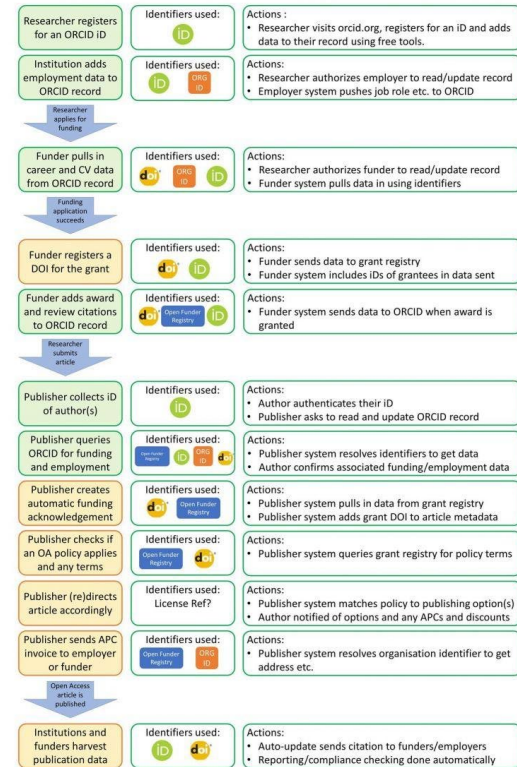 Researcher registers
for an ORCID iD
Identifiers used:
iD
Actions :
• Researcher visits orcid.org, registers for an iD and adds
data to their record using free tools.
Institution adds
employment data to
ORCID record
Identifiers used:
iD
ORG
ID
Actions:
• Researcher authorizes employer to read/update record
• Employer system pushes job role etc. to ORCID
Researcher
applies for
funding
Funder pulls in
career and CV data
from ORCID record
Identifiers used:
doi
ORG
ID
iD
Actions:
• Researcher authorizes funder to read/update record
• Funder system pulls data in using identifiers
Funding
application
succeeds
Funder registers a
DOI for the grant
Identifiers used:
doi
iD
Actions:
• Funder sends data to grant registry
• Funder system includes iDs of grantees in data sent
Funder adds award
and review citations
to ORCID record
Identifiers used:
doi
Open Funder
Registry
iD
Actions:
• Funder system sends data to ORCID when award is
granted
Researcher
submits
article
Publisher collects iD
of author(s)
Identifiers used:
iD
Actions:
• Author authenticates their iD
• Publisher asks to read and update ORCID record
Publisher queries
ORCID for funding
and employment
Identifiers used:
Open Funder
Registry
iD
ORG
ID
doi
Actions:
• Publisher system resolves identifiers to get data
• Author confirms associated funding/employment data
Publisher creates
automatic funding
acknowledgement
Identifiers used:
doi
Open Funder
Registry
Actions:
• Publisher system pulls in data from grant registry
• Publisher system adds grant DOI to article metadata
Publisher checks if
an OA policy applies
and any terms
Identifiers used:
Open Funder
Registry
doi
Actions:
• Publisher system queries grant registry for policy terms
Publisher (re)directs
article accordingly
Identifiers used:
License Ref?
Actions:
• Publisher system matches policy to publishing option(s)
• Author notified of options and any APCs and discounts
Publisher sends APC
invoice to employer
or funder
Identifiers used:
Open Funder
Registry
ORG
ID
Actions:
• Publisher system resolves organisation identifier to get
address etc.
Open Access
article is
published
Institutions and
funders harvest
publication data
Identifiers used:
iD
doi
Actions:
• Auto-update sends citation to funders/employers
• Reporting/compliance checking done automatically